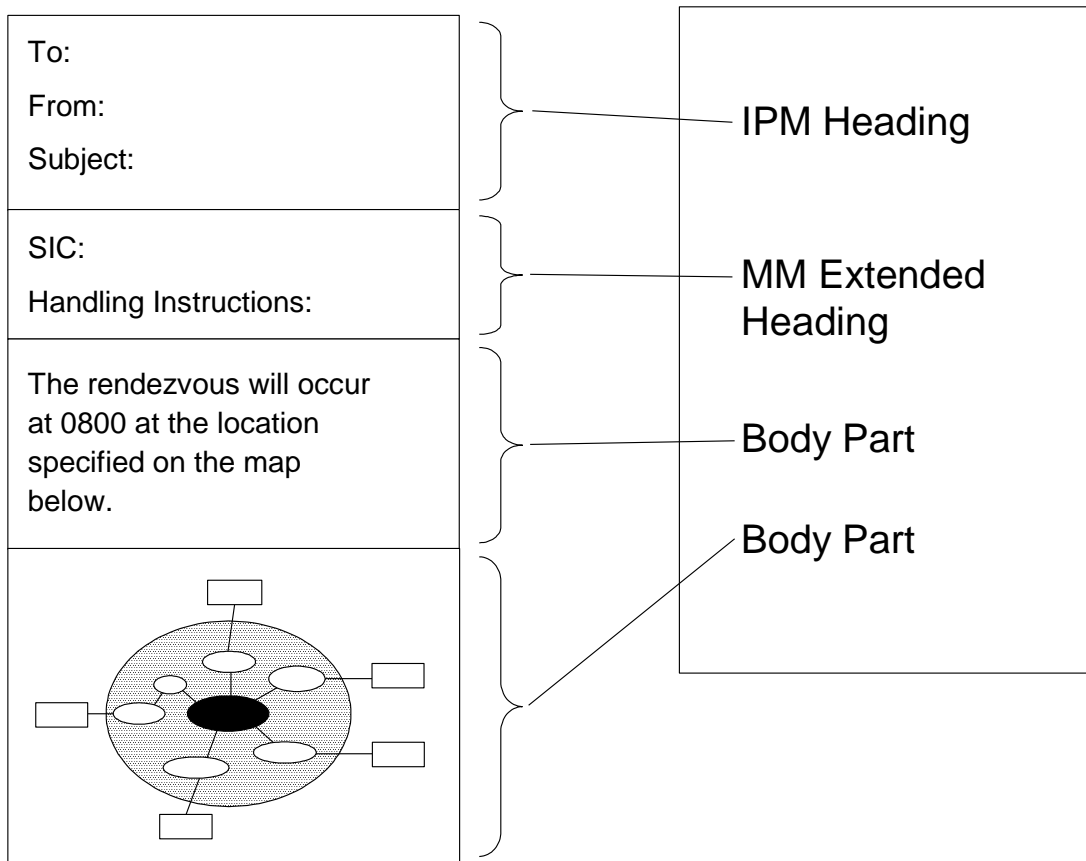 To:
From:
Subject:
SIC:
Handling Instructions:
The rendezvous will occur
at 0800 at the location
specified on the map
below.
IPM Heading
MM Extended
Heading
Body Part
Body Part